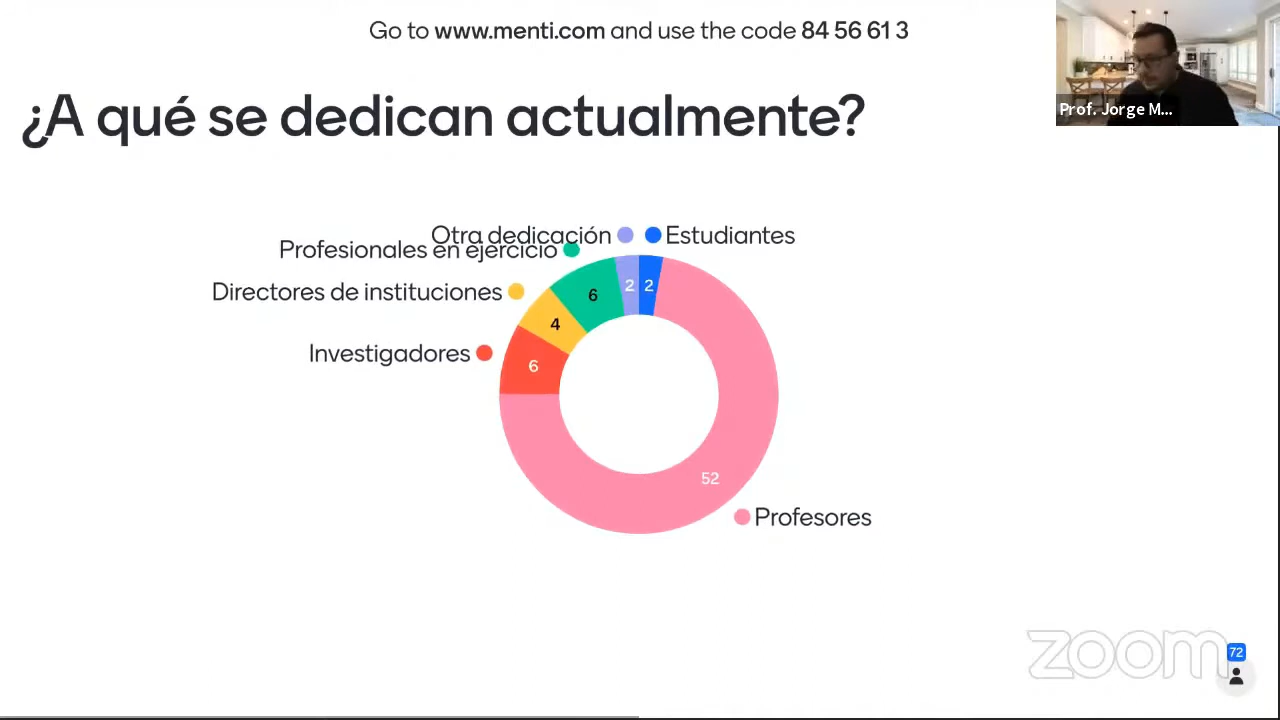 Go to www.menti.com and use the code 84 56 61 3
Prof. Jorge M...
¿A qué se dedican actualmente?
Otra dedicación
Estudiantes
Profesionales en ejercicio
Directores de instituciones
Investigadores
2
2
6
4
6
52
Profesores
zoom
72